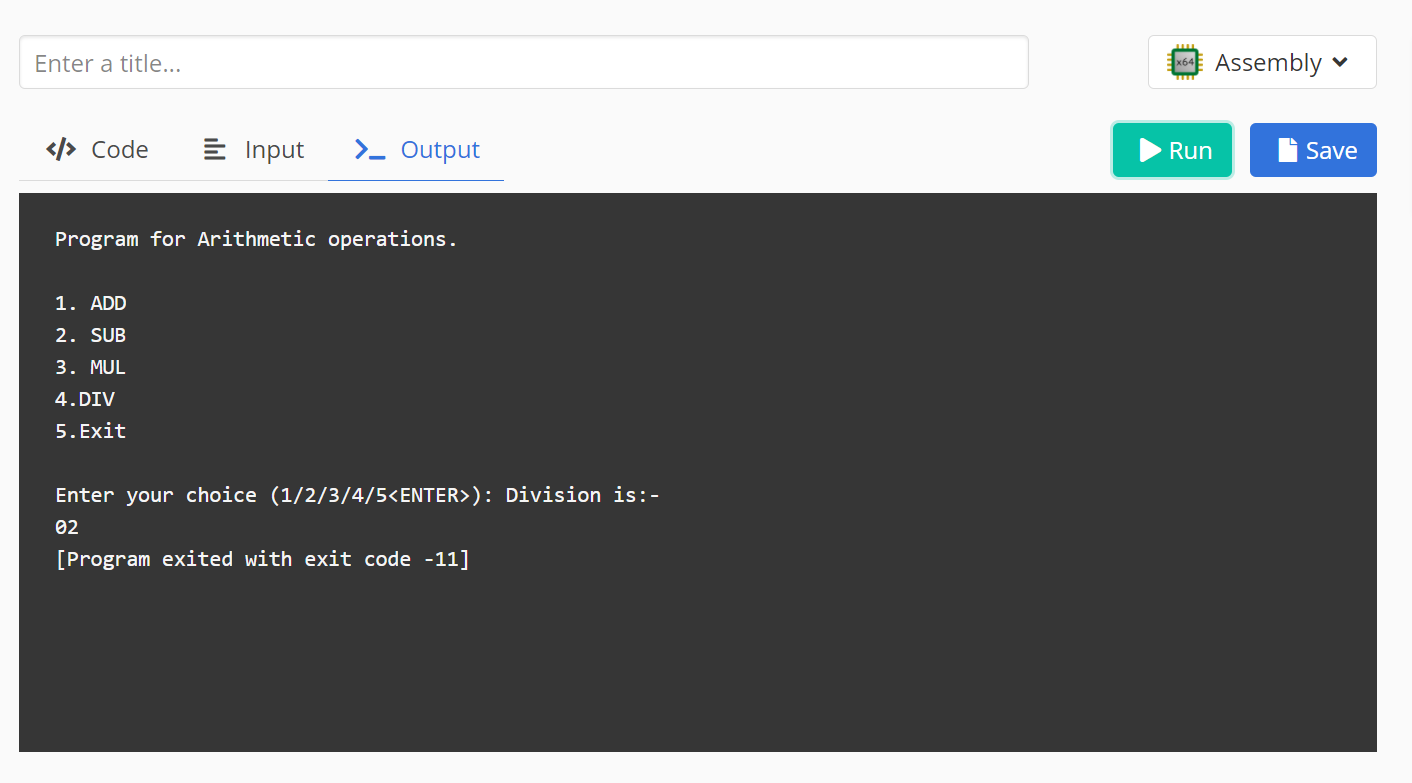 Enter a title...
x64 Assembly
Code Input Output Run Save
Program for Arithmetic operations.
1. ADD
2. SUB
3. MUL
4.DIV
5.Exit
Enter your choice (1/2/3/4/5<ENTER>): Division is:-
02
[Program exited with exit code -11]